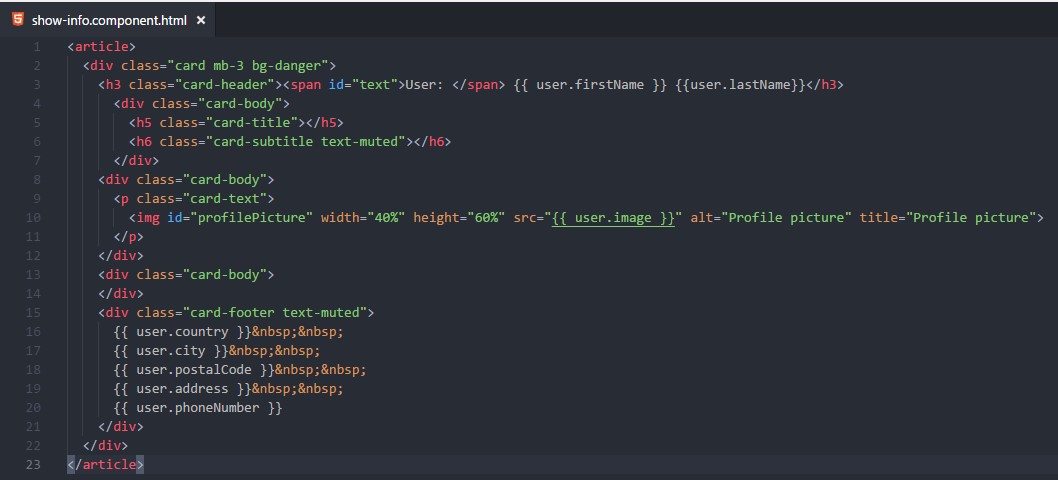 show-info.component.html ×
1 <article>
2   <div class="card mb-3 bg-danger">
3     <h3 class="card-header"><span id="text">User: </span> {{ user.firstName }} {{user.lastName}}</h3>
4       <div class="card-body">
5         <h5 class="card-title"></h5>
6         <h6 class="card-subtitle text-muted"></h6>
7       </div>
8     <div class="card-body">
9       <p class="card-text">
10         <img id="profilePicture" width="40%" height="60%" src="{{ user.image }}" alt="Profile picture" title="Profile picture">
11       </p>
12     </div>
13     <div class="card-body">
14     </div>
15     <div class="card-footer text-muted">
16       {{ user.country }}&nbsp;&nbsp;
17       {{ user.city }}&nbsp;&nbsp;
18       {{ user.postalCode }}&nbsp;&nbsp;
19       {{ user.address }}&nbsp;&nbsp;
20       {{ user.phoneNumber }}
21     </div>
22   </div>
23 </article>